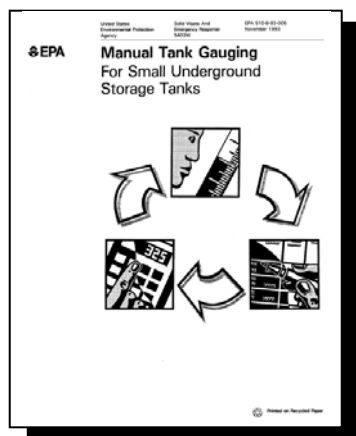 United States
Environmental Protection
Agency
Solid Waste And
Emergency Response
5403W
EPA 510-B-93-005
November 1993
EPA
Manual Tank Gauging
For Small Underground
Storage Tanks
325
Printed on Recycled Paper